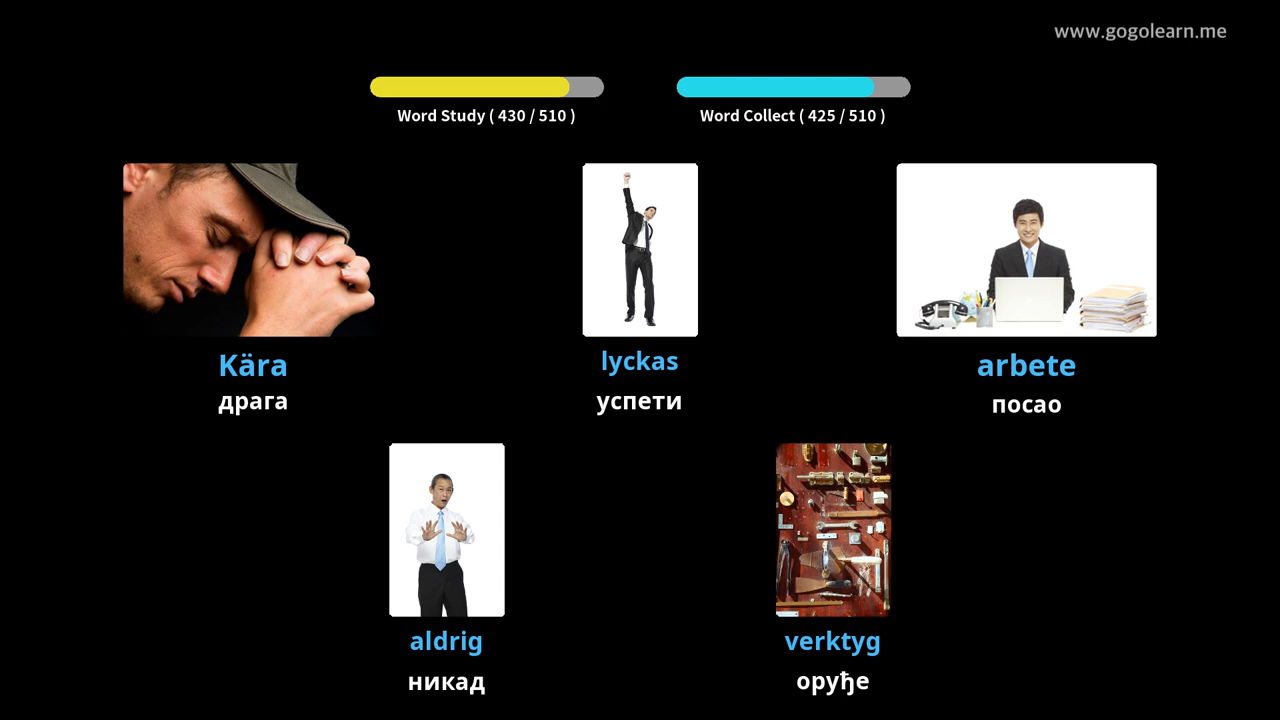 www.gogolearn.me
Word Study ( 430 / 510 )
Word Collect ( 425 / 510 )
Kära
драга
lyckas
успети
arbete
посао
aldrig
никад
verktyg
оруђе